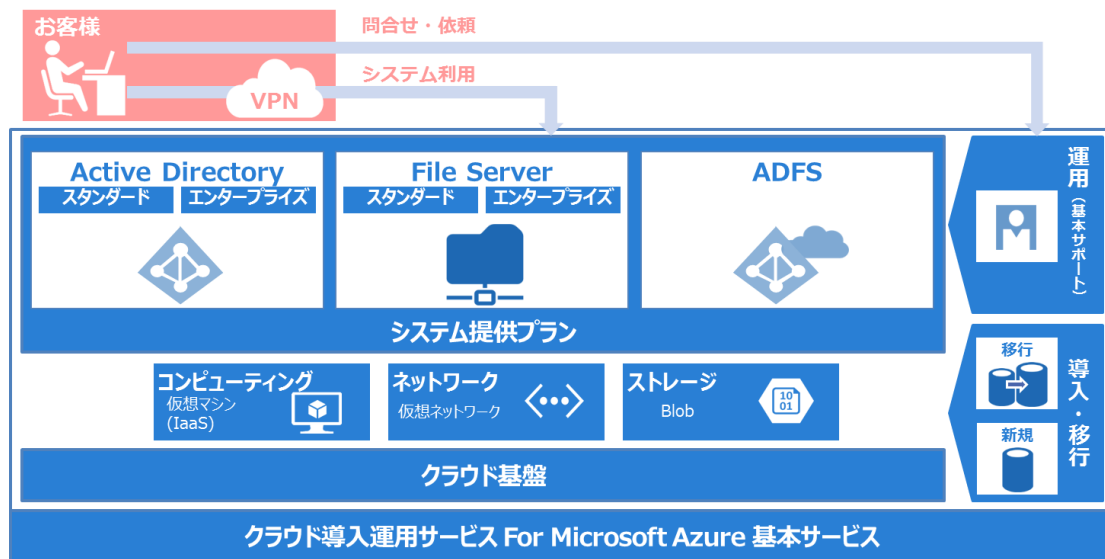 お客様
問合せ・依頼
システム利用
VPN
Active Directory
スタンダード
エンタープライズ
File Server
スタンダード
エンタープライズ
ADFS
システム提供プラン
運用(基本サポート)
コンピューティング
仮想マシン
(IaaS)
ネットワーク
仮想ネットワーク
ストレージ
Blob
10
01
移行
新規
導入・移行
クラウド基盤
クラウド導入運用サービス For Microsoft Azure 基本サービス